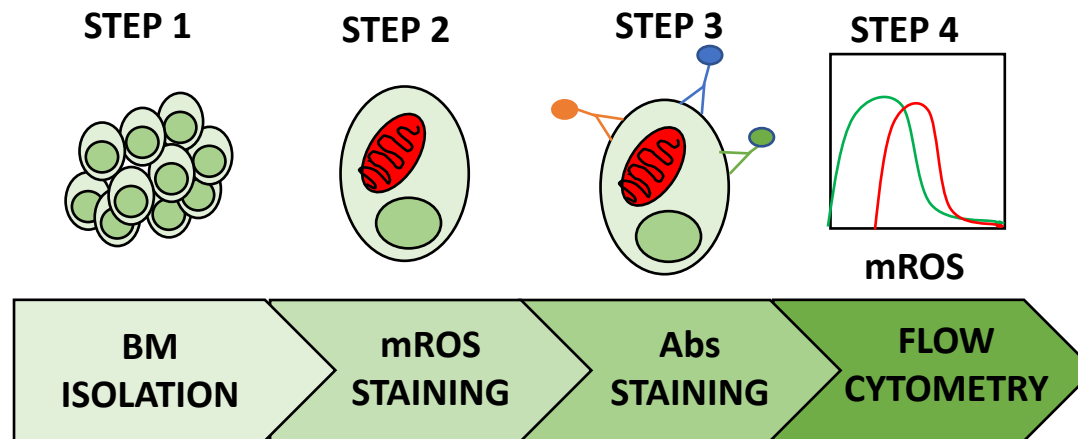 STEP 1
STEP 2
STEP 3
STEP 4
mROS
BM
ISOLATION
mROS
STAINING
Abs
STAINING
FLOW
CYTOMETRY